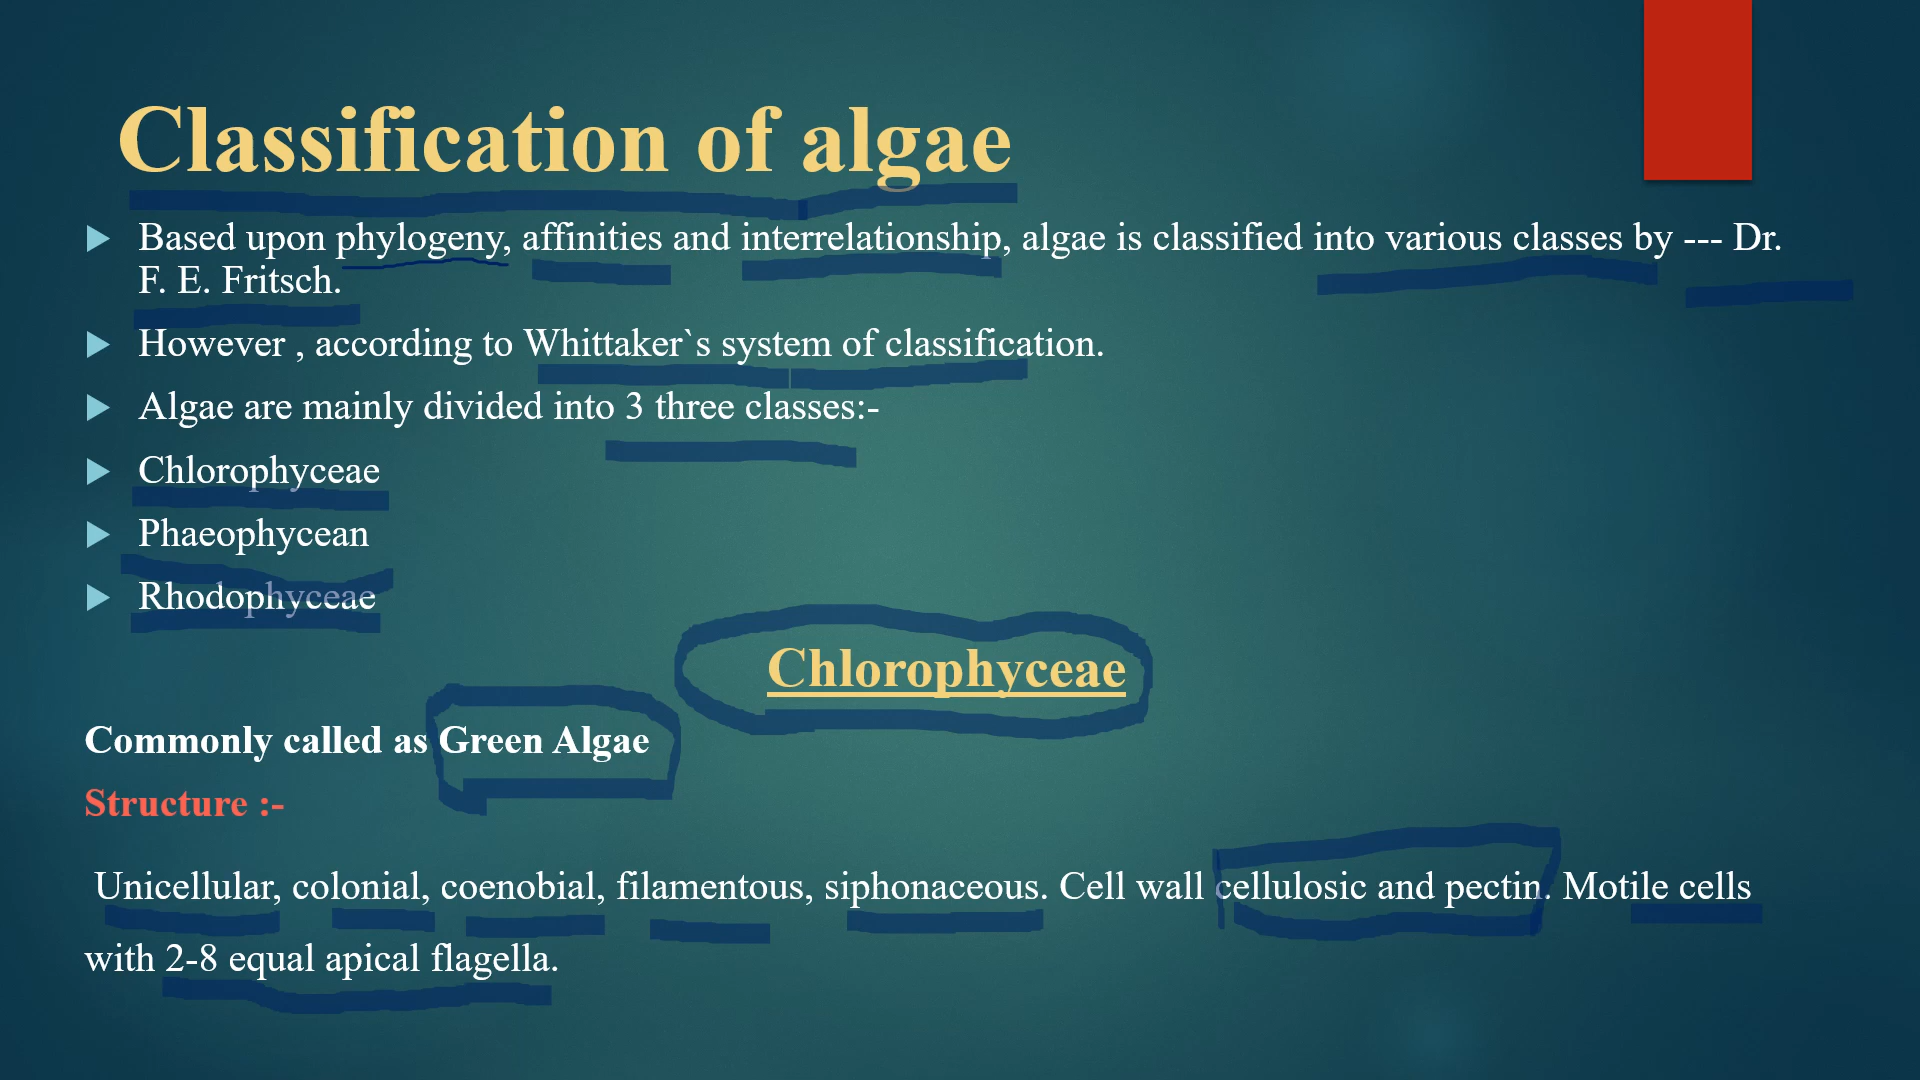 Classification of algae
Based upon phylogeny, affinities and interrelationship, algae is classified into various classes by --- Dr.
F. E. Fritsch.
However , according to Whittaker`s system of classification.
Algae are mainly divided into 3 three classes:-
Chlorophyceae
Phaeophycean
Rhodophyceae
Chlorophyceae
Commonly called as Green Algae
Structure :-
Unicellular, colonial, coenobial, filamentous, siphonaceous. Cell wall cellulosic and pectin. Motile cells
with 2-8 equal apical flagella.